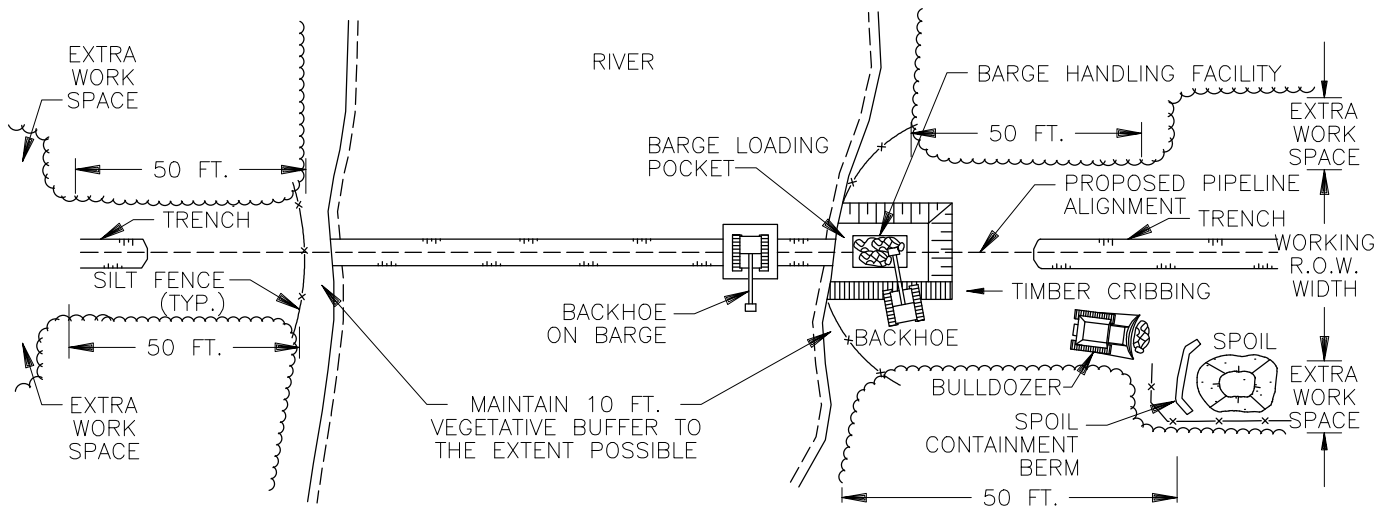 EXTRA
WORK
SPACE
RIVER
BARGE HANDLING FACILITY
EXTRA
WORK
SPACE
50 FT.
BARGE LOADING
POCKET
50 FT.
PROPOSED PIPELINE
ALIGNMENT
TRENCH
TRENCH
WORKING
R.O.W.
WIDTH
SILT FENCE
(TYP.)
TIMBER CRIBBING
BACKHOE
ON BARGE
BACKHOE
50 FT.
SPOIL
BULLDOZER
EXTRA
WORK
SPACE
EXTRA
WORK
SPACE
MAINTAIN 10 FT.
VEGETATIVE BUFFER TO
THE EXTENT POSSIBLE
SPOIL
CONTAINMENT
BERM
50 FT.